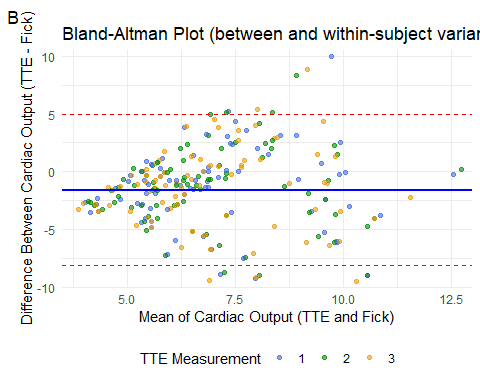 B
Bland-Altman Plot (between and within-subject varian
Difference Between Cardiac Output (TTE - Fick)
10
5
0
-5
-10
5.0 7.5 10.0 12.5
Mean of Cardiac Output (TTE and Fick)
TTE Measurement 1 2 3